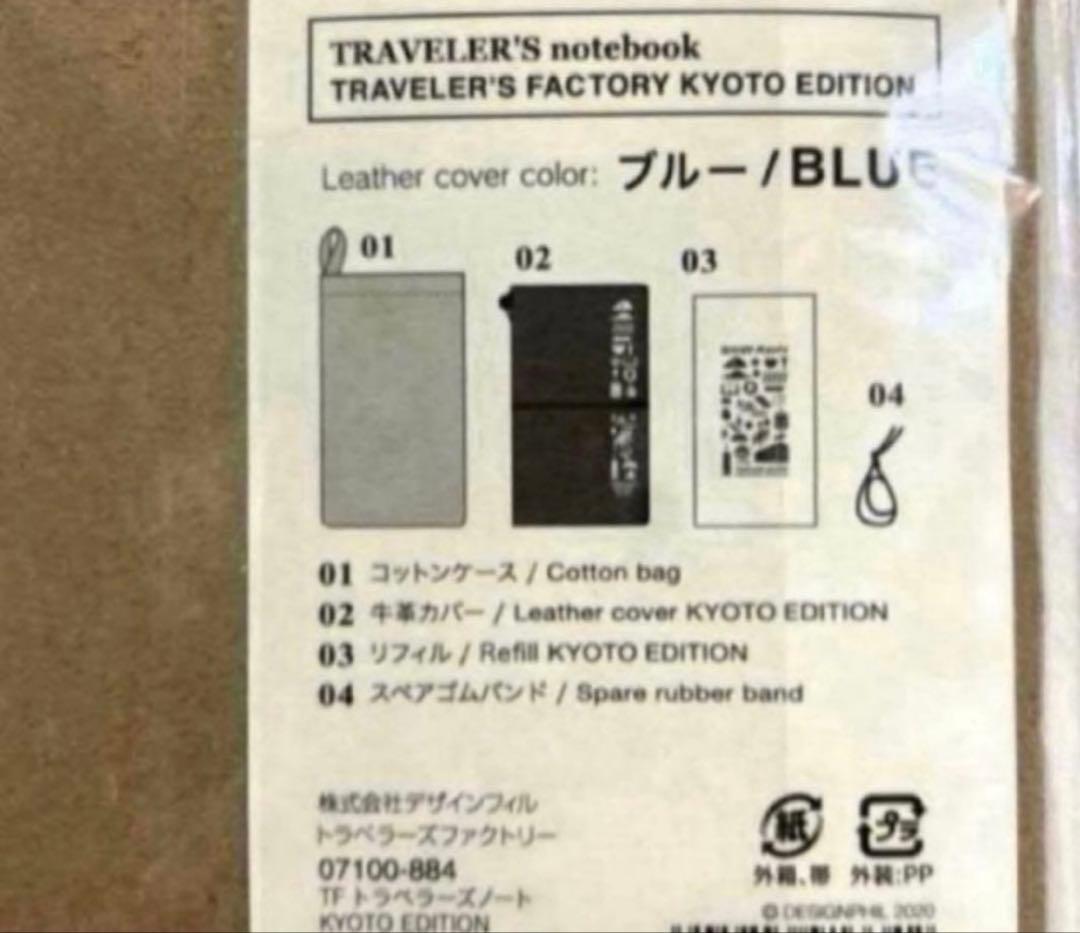 TRAVELER'S notebook
TRAVELER'S FACTORY KYOTO EDITION
Leather cover color: ブルー / BLUE
01
02
03
04
01 コットンケース / Cotton bag
02 牛革カバー / Leather cover KYOTO EDITION
03 リフィル / Refill KYOTO EDITION
04 スペアゴムバンド / Spare rubber band
株式会社デザインフィル
トラベラーズファクトリー
07100-884
TF トラベラーズノート
KYOTO EDITION
紙 プラ
外箱、帯 外装:PP
© DESIGNPHIL 2020